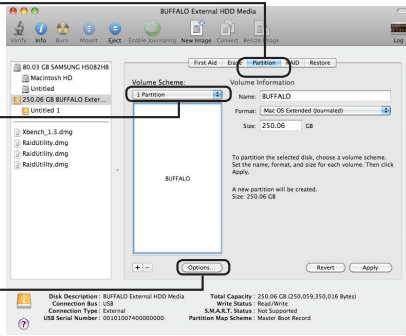 BUFFALO External HDD Media
Verify Info Burn Mount Eject Enable Journaling New Image Convert Resize Image Log
80.03 GB SAMSUNG HS082HB
Macintosh HD
Untitled
250.06 GB BUFFALO Exter...
Untitled 1
Xbench_1.3.dmg
RaidUtility.dmg
RaidUtility.dmg
RaidUtility.dmg
First Aid Erase Partition RAID Restore
Volume Scheme:
1 Partition
BUFFALO
+ - Options...
Volume Information
Name: BUFFALO
Format: Mac OS Extended (Journaled)
Size: 250.06 GB
To partition the selected disk, choose a volume scheme.
Set the name, format, and size for each volume. Then click
Apply.
A new partition will be created.
Size: 250.06 GB
Revert Apply
Disk Description : BUFFALO External HDD Media
Connection Bus : USB
Connection Type : External
USB Serial Number : 00101007400000000
Total Capacity : 250.06 GB (250,059,350,016 Bytes)
Write Status : Read/Write
S.M.A.R.T. Status : Not Supported
Partition Map Scheme : Master Boot Record
?